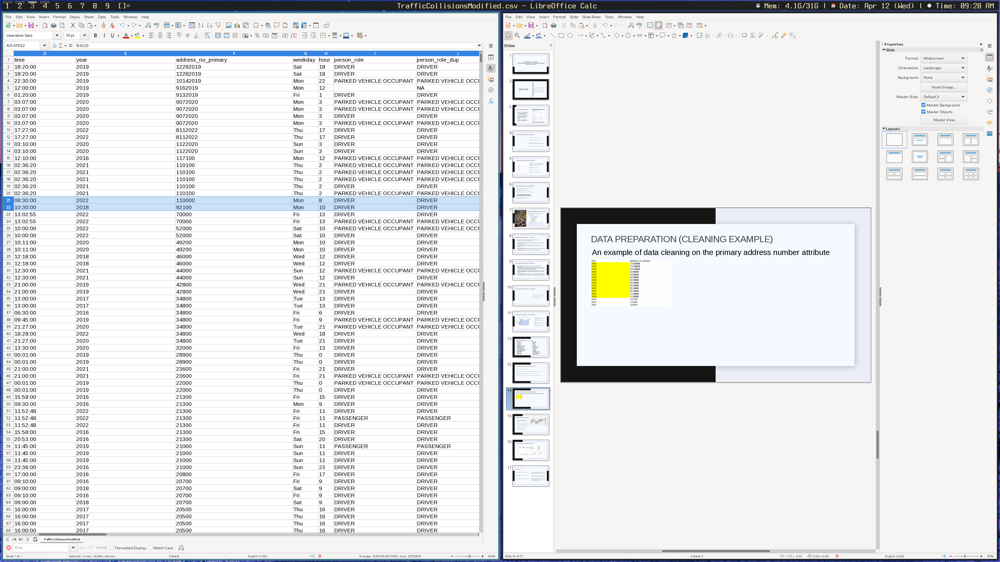 1 2 3 4 5 6 7 8 9 []= TrafficCollisionsModified.csv - LibreOffice Calc Mem: 4.1G/31G | Date: Apr 12 (Wed) | Time: 09:28 AM
File Edit View Insert Format Styles Sheet Data Tools Window Help
Liberation Sans 10 pt
A21:XFD22 184029
D E F G H I J
1 time year address_no_primary weekday hour person_role person_role_dup
2 18:20:00 2019 12282019 Sat 18 DRIVER DRIVER
3 18:20:00 2019 12282019 Sat 18 DRIVER DRIVER
4 22:30:00 2019 10142019 Mon 22 PARKED VEHICLE OCCUPANT PARKED VEHICLE OCCU
5 12:00:00 2019 9162019 Mon 12 NA
6 01:20:00 2019 9132019 Fri 1 DRIVER DRIVER
7 03:07:00 2020 9072020 Mon 3 PARKED VEHICLE OCCUPANT PARKED VEHICLE OCCU
8 03:07:00 2020 9072020 Mon 3 PARKED VEHICLE OCCUPANT PARKED VEHICLE OCCU
9 03:07:00 2020 9072020 Mon 3 DRIVER DRIVER
10 03:07:00 2020 9072020 Mon 3 PARKED VEHICLE OCCUPANT PARKED VEHICLE OCCU
11 17:27:00 2022 8112022 Thu 17 DRIVER DRIVER
12 17:27:00 2022 8112022 Thu 17 DRIVER DRIVER
13 03:10:00 2020 1122020 Sun 3 DRIVER DRIVER
14 03:10:00 2020 1122020 Sun 3 DRIVER DRIVER
15 12:10:00 2016 117100 Mon 12 PARKED VEHICLE OCCUPANT PARKED VEHICLE OCCU
16 02:36:20 2021 110100 Thu 2 PARKED VEHICLE OCCUPANT PARKED VEHICLE OCCU
17 02:36:20 2021 110100 Thu 2 PARKED VEHICLE OCCUPANT PARKED VEHICLE OCCU
18 02:36:20 2021 110100 Thu 2 PARKED VEHICLE OCCUPANT PARKED VEHICLE OCCU
19 02:36:20 2021 110100 Thu 2 DRIVER DRIVER
20 02:36:20 2021 110100 Thu 2 PARKED VEHICLE OCCUPANT PARKED VEHICLE OCCU
21 08:30:00 2022 110000 Mon 8 DRIVER DRIVER
22 10:30:00 2018 92100 Mon 10 DRIVER DRIVER
23 13:02:55 2022 70000 Fri 13 DRIVER DRIVER
24 13:02:55 2022 70000 Fri 13 PARKED VEHICLE OCCUPANT PARKED VEHICLE OCCU
25 10:00:00 2022 52000 Sat 10 PARKED VEHICLE OCCUPANT PARKED VEHICLE OCCU
26 10:00:00 2022 52000 Sat 10 DRIVER DRIVER
27 10:11:00 2020 49200 Mon 10 DRIVER DRIVER
28 10:11:00 2020 49200 Mon 10 DRIVER DRIVER
29 12:18:00 2018 46000 Wed 12 DRIVER DRIVER
30 12:18:00 2018 46000 Wed 12 DRIVER DRIVER
31 12:30:00 2021 44000 Sun 12 PARKED VEHICLE OCCUPANT PARKED VEHICLE OCCU
32 12:30:00 2021 44000 Sun 12 DRIVER DRIVER
33 21:00:00 2019 42800 Wed 21 PARKED VEHICLE OCCUPANT PARKED VEHICLE OCCU
34 21:00:00 2019 42800 Wed 21 DRIVER DRIVER
35 13:00:00 2017 34800 Tue 13 DRIVER DRIVER
36 13:00:00 2017 34800 Tue 13 DRIVER DRIVER
37 06:30:00 2016 34800 Fri 6 DRIVER DRIVER
38 09:45:00 2019 34800 Fri 9 PARKED VEHICLE OCCUPANT PARKED VEHICLE OCCU
39 21:27:00 2020 34800 Tue 21 PARKED VEHICLE OCCUPANT PARKED VEHICLE OCCU
40 18:28:00 2022 34800 Wed 18 DRIVER DRIVER
41 21:27:00 2020 34800 Tue 21 DRIVER DRIVER
42 13:30:00 2020 32000 Fri 13 DRIVER DRIVER
43 00:01:00 2019 28900 Thu 0 DRIVER DRIVER
44 00:01:00 2019 28900 Thu 0 DRIVER DRIVER
45 21:00:00 2021 23600 Fri 21 DRIVER DRIVER
46 21:00:00 2021 23600 Fri 21 PARKED VEHICLE OCCUPANT PARKED VEHICLE OCCU
47 00:01:00 2019 22000 Thu 0 PARKED VEHICLE OCCUPANT PARKED VEHICLE OCCU
48 00:01:00 2019 22000 Thu 0 DRIVER DRIVER
49 15:58:00 2016 21300 Fri 15 DRIVER DRIVER
50 09:30:00 2016 21300 Mon 9 DRIVER DRIVER
51 11:52:48 2022 21300 Fri 11 DRIVER DRIVER
52 11:52:48 2022 21300 Fri 11 PASSENGER PASSENGER
53 11:52:48 2022 21300 Fri 11 DRIVER DRIVER
54 15:58:00 2016 21300 Fri 15 DRIVER DRIVER
55 20:53:00 2016 21300 Sat 20 DRIVER DRIVER
56 11:45:00 2019 21000 Sun 11 PASSENGER PASSENGER
57 11:45:00 2019 21000 Sun 11 DRIVER DRIVER
58 11:45:00 2019 21000 Sun 11 DRIVER DRIVER
59 23:36:00 2016 21000 Sun 23 DRIVER DRIVER
60 17:00:00 2016 20800 Fri 17 DRIVER DRIVER
61 09:10:00 2016 20700 Fri 9 DRIVER DRIVER
62 09:00:00 2018 20700 Sat 9 DRIVER DRIVER
63 09:10:00 2016 20700 Fri 9 DRIVER DRIVER
64 09:00:00 2018 20700 Sat 9 DRIVER DRIVER
65 16:00:00 2017 20500 Thu 16 DRIVER DRIVER
66 16:00:00 2017 20500 Thu 16 DRIVER DRIVER
67 16:00:00 2017 20500 Thu 16 DRIVER DRIVER
68 16:00:00 2017 20500 Thu 16 DRIVER DRIVER
TrafficCollisionsModified
Find Find All Formatted Display Match Case
Sheet 1 of 1 Selected: 2 rows, 16,384 columns Default English (USA) Average: 1335459.94117647; Sum: 22702819 160%
File Edit View Insert Format Slide Slide Show Tools Window Help
Slides
1
2
QUESTION
3
4
5
6
7
8
9
10
11
12
13
14
15
16
17
DATA PREPARATION (CLEANING EXAMPLE)
An example of data cleaning on the primary address number attribute
year address_no_primary
2019 12282019
2019 12282019
2019 10142019
2019 9162019
2019 9132019
2020 9072020
2020 9072020
2020 9072020
2020 9072020
2022 8112022
2022 8112022
2020 1122020
2020 1122020
2016 117100
2021 110100
2021 110100
Properties
Slide
Format: Widescreen
Orientation: Landscape
Background: None
Insert Image...
Master Slide: Default 3
Master Background
Master Objects
Master View
Layouts
Slide 14 of 17 Default 3 -1.72 / -0.02 0.00 x 0.00 English (USA) 93%